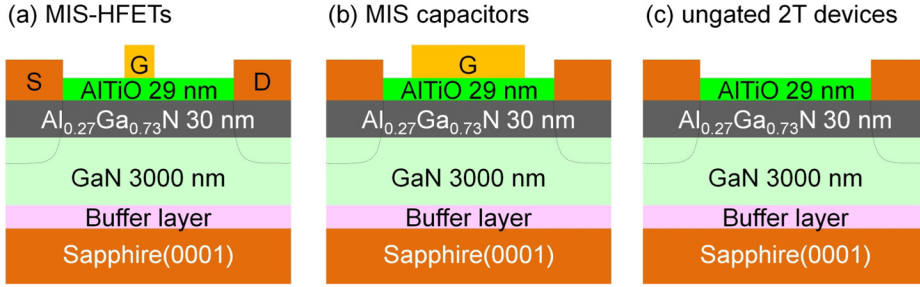 (a) MIS-HFETs
(b) MIS capacitors
(c) ungated 2T devices
S
G
D
AlTiO 29 nm
Al0.27Ga0.73N 30 nm
GaN 3000 nm
Buffer layer
Sapphire(0001)
G
AlTiO 29 nm
Al0.27Ga0.73N 30 nm
GaN 3000 nm
Buffer layer
Sapphire(0001)
AlTiO 29 nm
Al0.27Ga0.73N 30 nm
GaN 3000 nm
Buffer layer
Sapphire(0001)